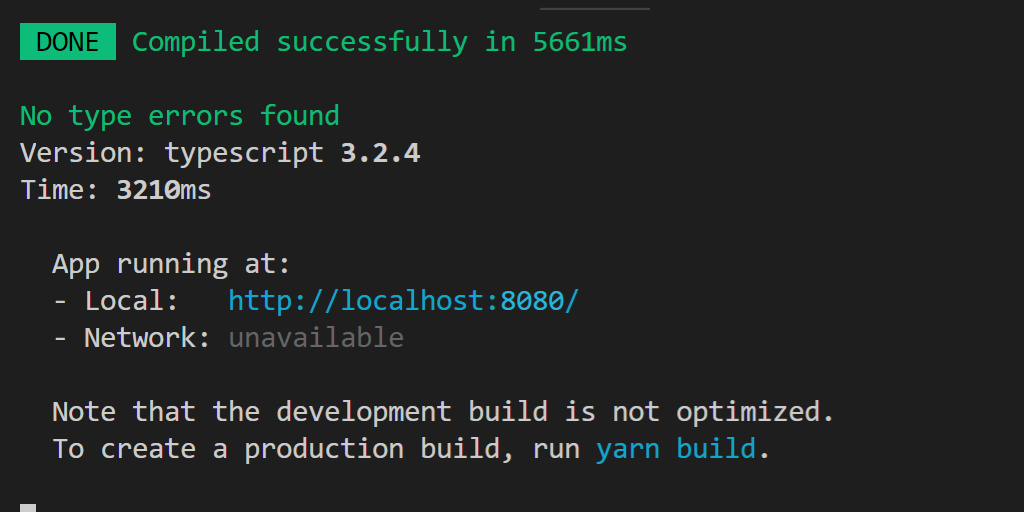 DONE Compiled successfully in 5661ms
No type errors found
Version: typescript 3.2.4
Time: 3210ms
App running at:
- Local: http://localhost:8080/
- Network: unavailable
Note that the development build is not optimized.
To create a production build, run yarn build.